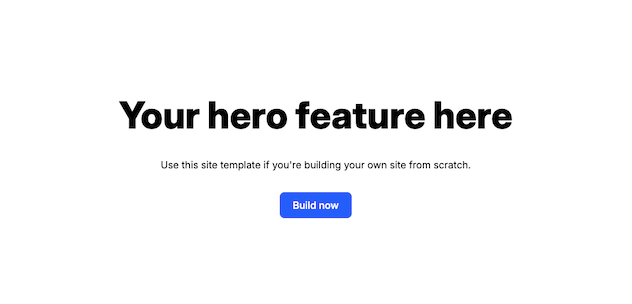 Your hero feature here
Use this site template if you're building your own site from scratch.
Build now